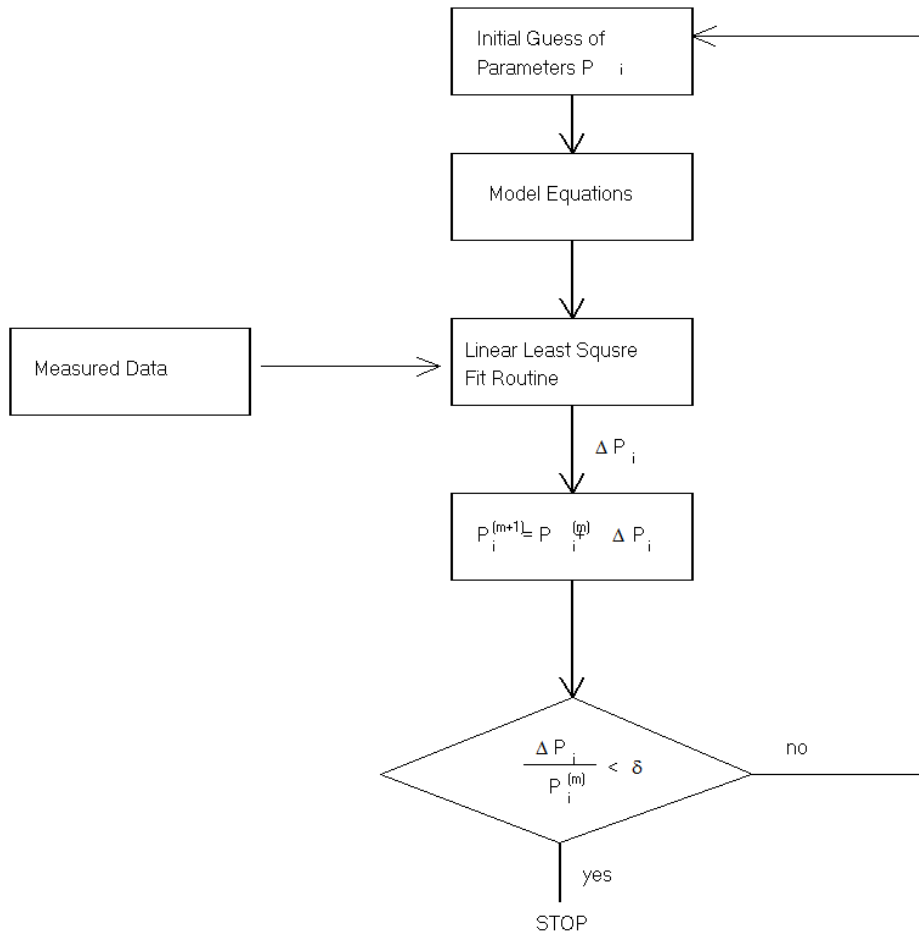 Initial Guess of
Parameters P i
Model Equations
Measured Data
Linear Least Squsre
Fit Routine
Δ P i
P i (m+1) = P i (m) + Δ P i
Δ P i
P i (m)
< δ
no
yes
STOP